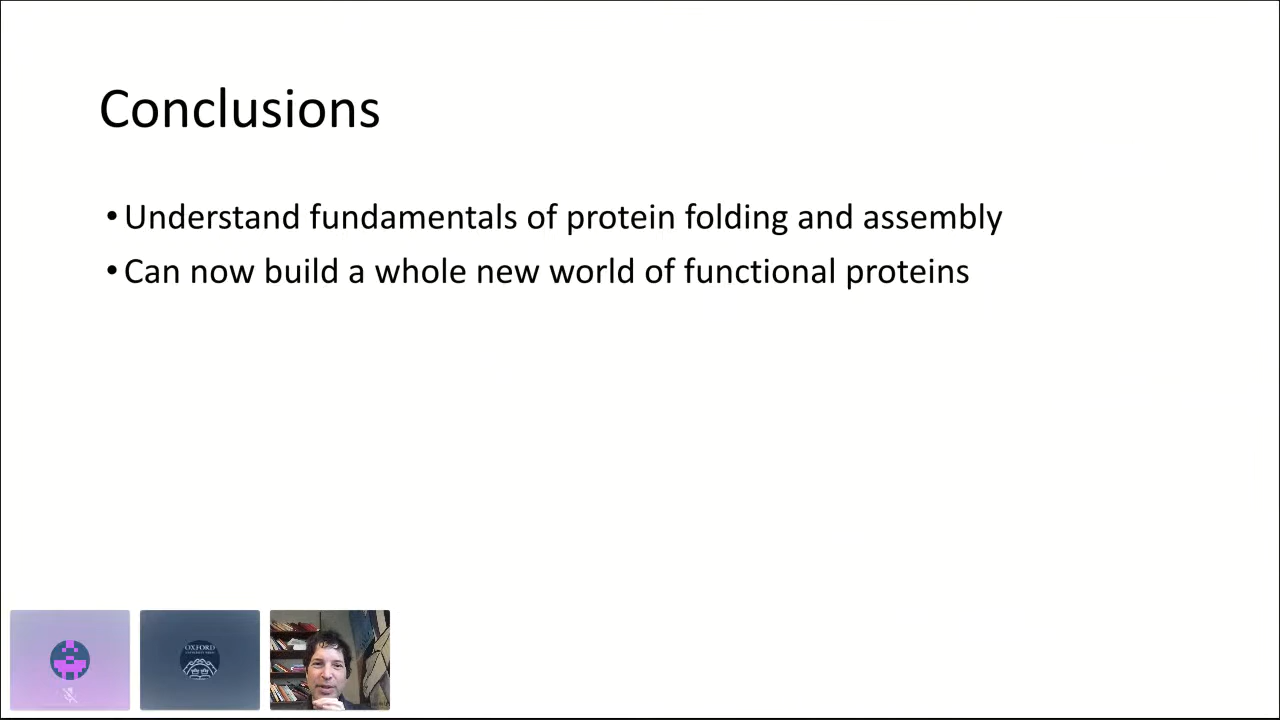 Conclusions
•Understand fundamentals of protein folding and assembly
•Can now build a whole new world of functional proteins
OXFORD